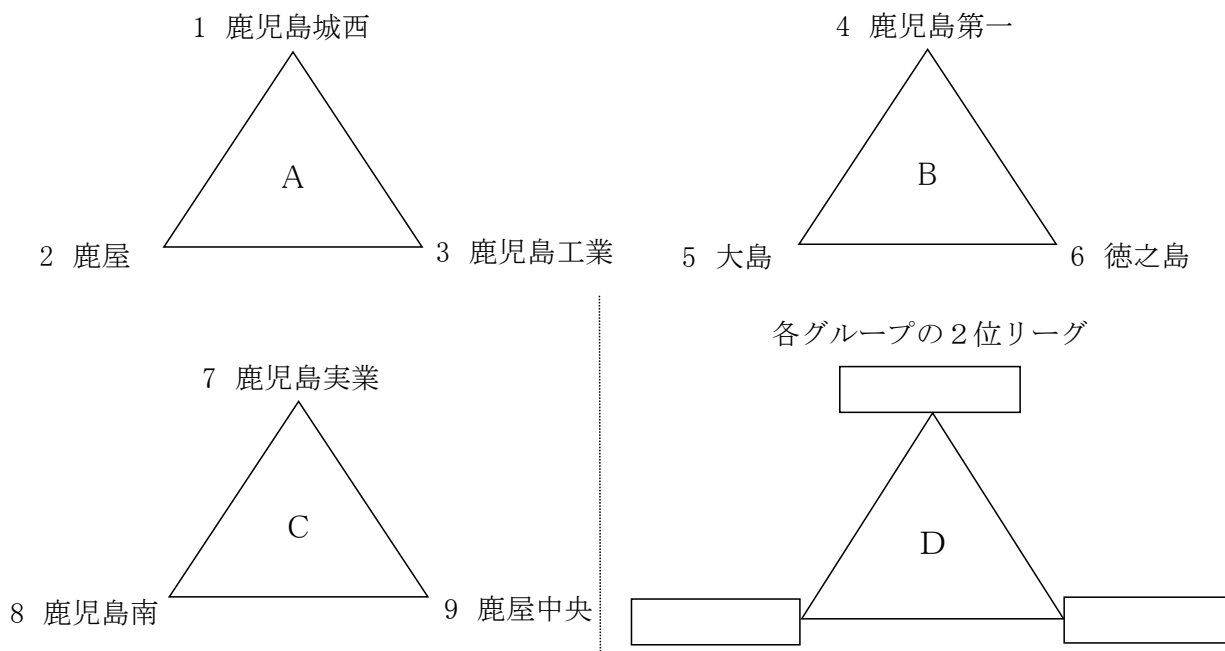 1 鹿児島城西
A
2 鹿屋
3 鹿児島工業
4 鹿児島第一
B
5 大島
6 徳之島
7 鹿児島実業
C
8 鹿児島南
9 鹿屋中央
各グループの２位リーグ
D